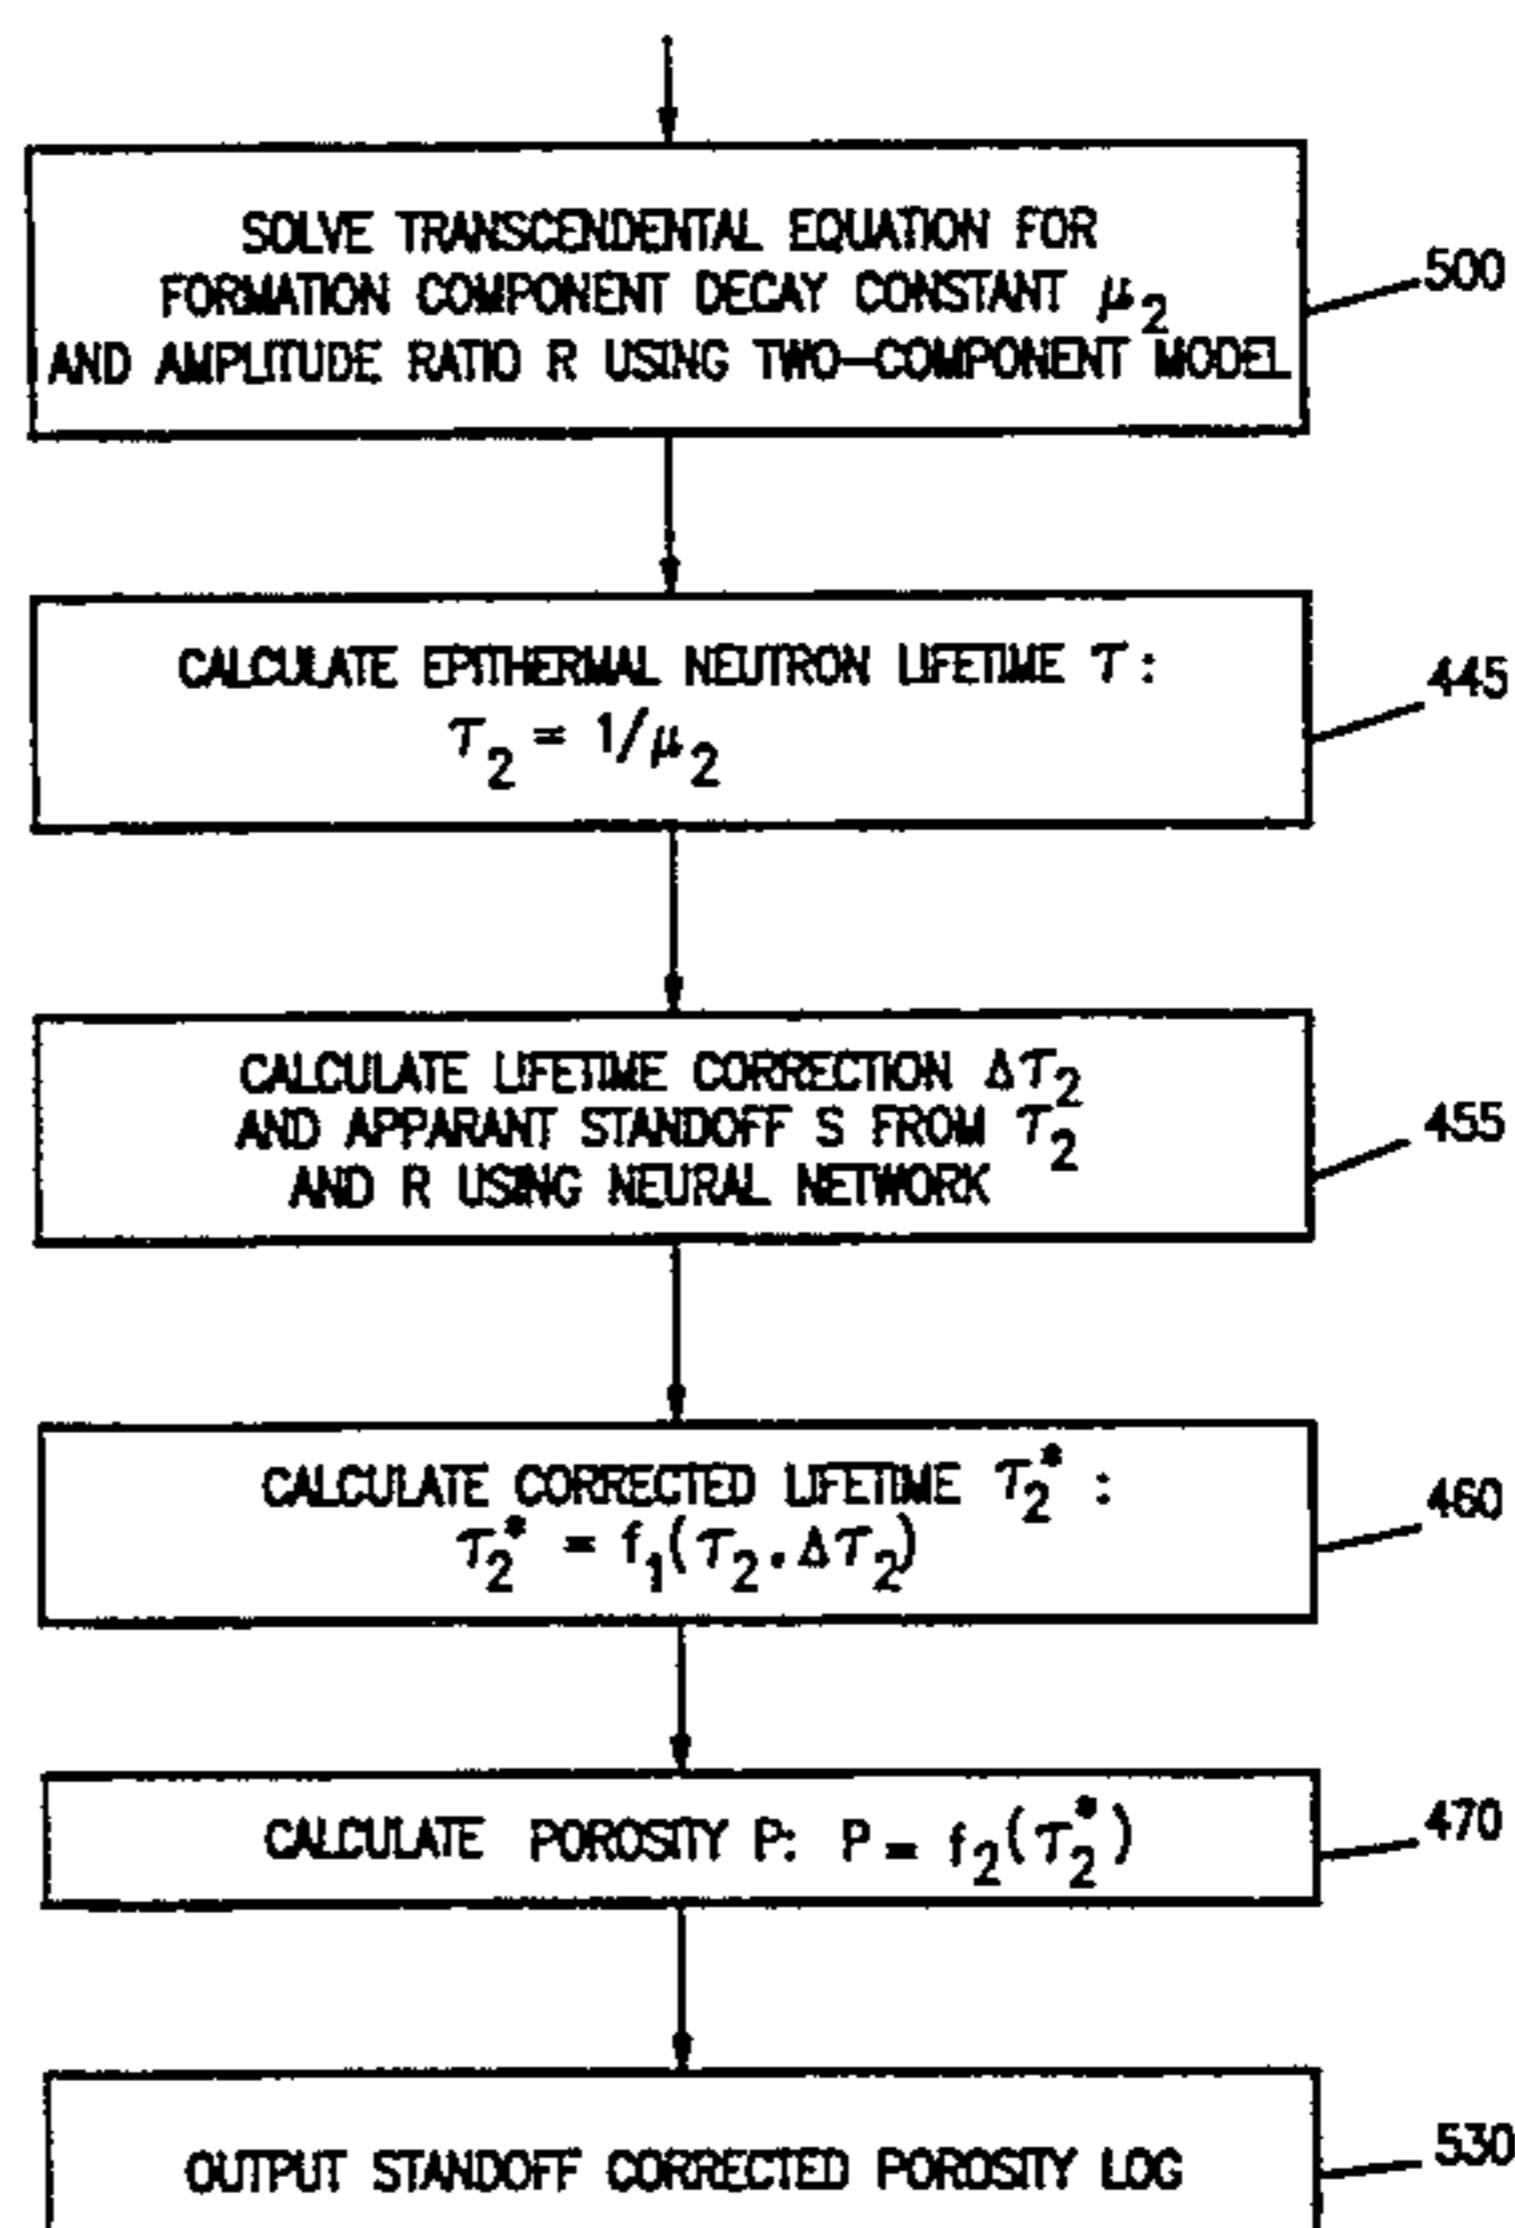 SOLVE TRANSCENDENTAL EQUATION FOR
FORMATION COMPONENT DECAY CONSTANT μ₂
AND AMPLITUDE RATIO R USING TWO-COMPONENT MODEL
500
CALCULATE EPITHERMAL NEUTRON LIFETIME τ :
τ₂ = 1/μ₂
445
CALCULATE LIFETIME CORRECTION Δτ₂
AND APPARANT STANDOFF S FROM τ₂
AND R USING NEURAL NETWORK
455
CALCULATE CORRECTED LIFETIME τ₂* :
τ₂* = f₁(τ₂, Δτ₂)
460
CALCULATE POROSITY P: P = f₂(τ₂*)
470
OUTPUT STANDOFF CORRECTED POROSITY LOG
530